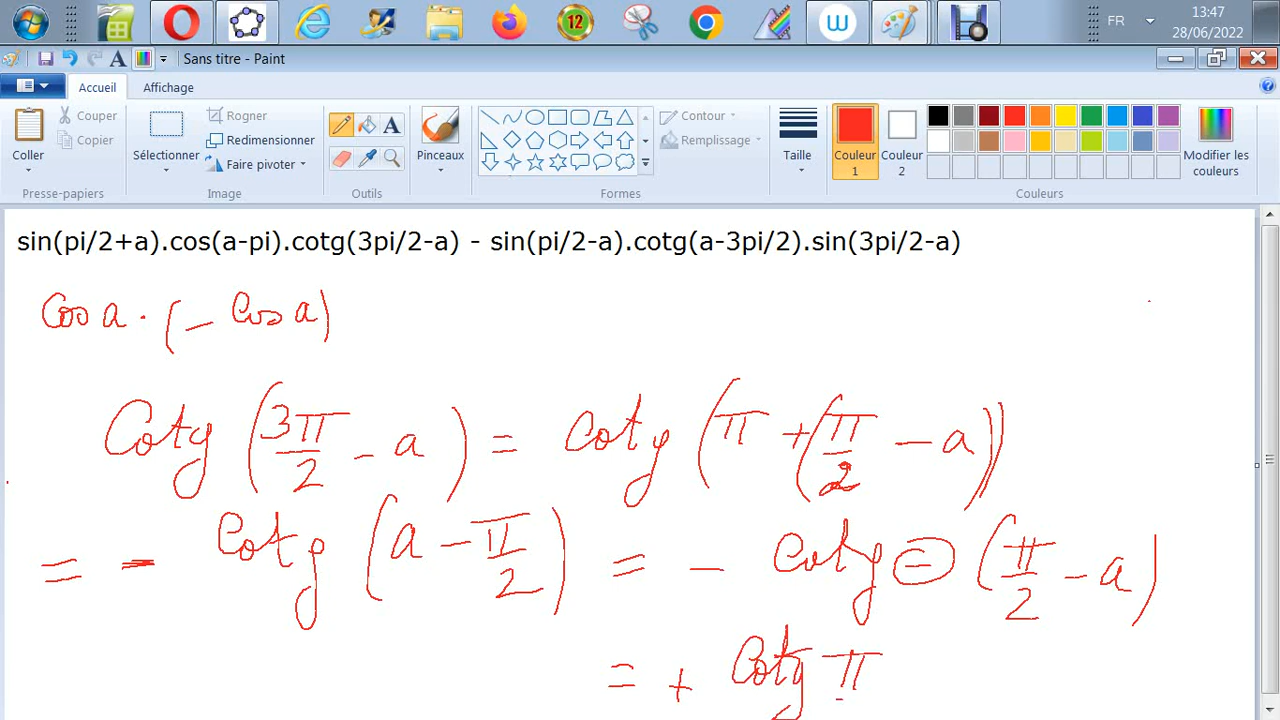 FR
13:47
28/06/2022
12
W
Sans titre - Paint
Accueil
Affichage
Coller
Couper
Copier
Presse-papiers
Sélectionner
Rogner
Redimensionner
Faire pivoter
Image
A
Outils
Pinceaux
Contour
Remplissage
Formes
Taille
Couleur
1
Couleur
2
Modifier les
couleurs
Couleurs
sin(pi/2+a).cos(a-pi).cotg(3pi/2-a) - sin(pi/2-a).cotg(a-3pi/2).sin(3pi/2-a)
Cos a . (- Cos a)
Cotg (3π/2 - a) = Cotg (π + (π/2 - a))
= - Cotg (a - π/2) = - Cotg - (π/2 - a)
= + Cotg π